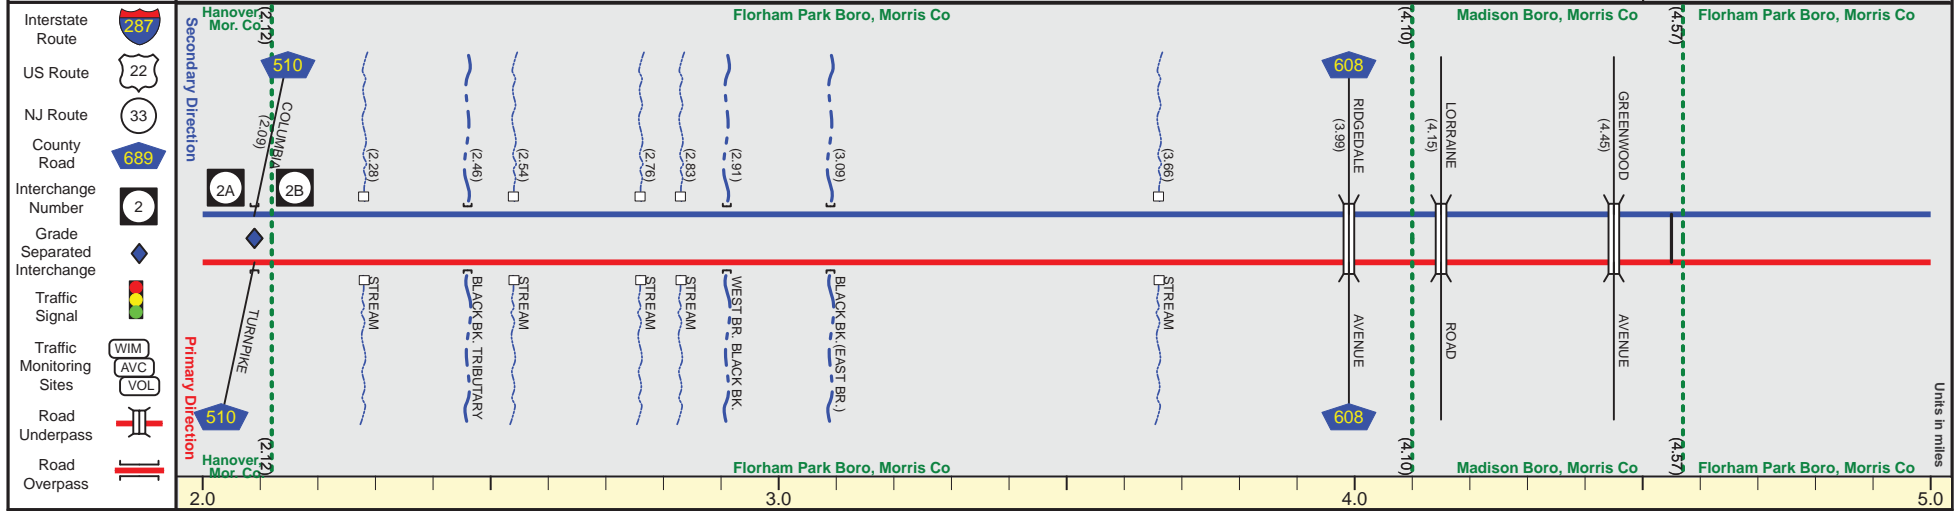 Interstate
Route
287
US Route
22
NJ Route
33
County
Road
689
Interchange
Number
2
Grade
Separated
Interchange
Traffic
Signal
Traffic
Monitoring
Sites
WIM
AVC
VOL
Road
Underpass
Road
Overpass
Secondary Direction
Primary Direction
Hanover,
Mor. Co
(2.12)
Florham Park Boro, Morris Co
(4.10)
Madison Boro, Morris Co
(4.57)
Florham Park Boro, Morris Co
510
COLUMBIA
(2.09)
2A
2B
(2.28)
(2.46)
(2.54)
(2.76)
(2.83)
(2.91)
(3.09)
(3.66)
608
RIDGEDALE
(3.99)
LORRAINE
(4.15)
GREENWOOD
(4.45)
TURNPIKE
510
STREAM
BLACK BK. TRIBUTARY
STREAM
STREAM
STREAM
WEST BR. BLACK BK.
BLACK BK.(EAST BR.)
STREAM
AVENUE
608
ROAD
AVENUE
Units in miles
Hanover,
Mor. Co
(2.12)
Florham Park Boro, Morris Co
(4.10)
Madison Boro, Morris Co
(4.57)
Florham Park Boro, Morris Co
2.0
3.0
4.0
5.0